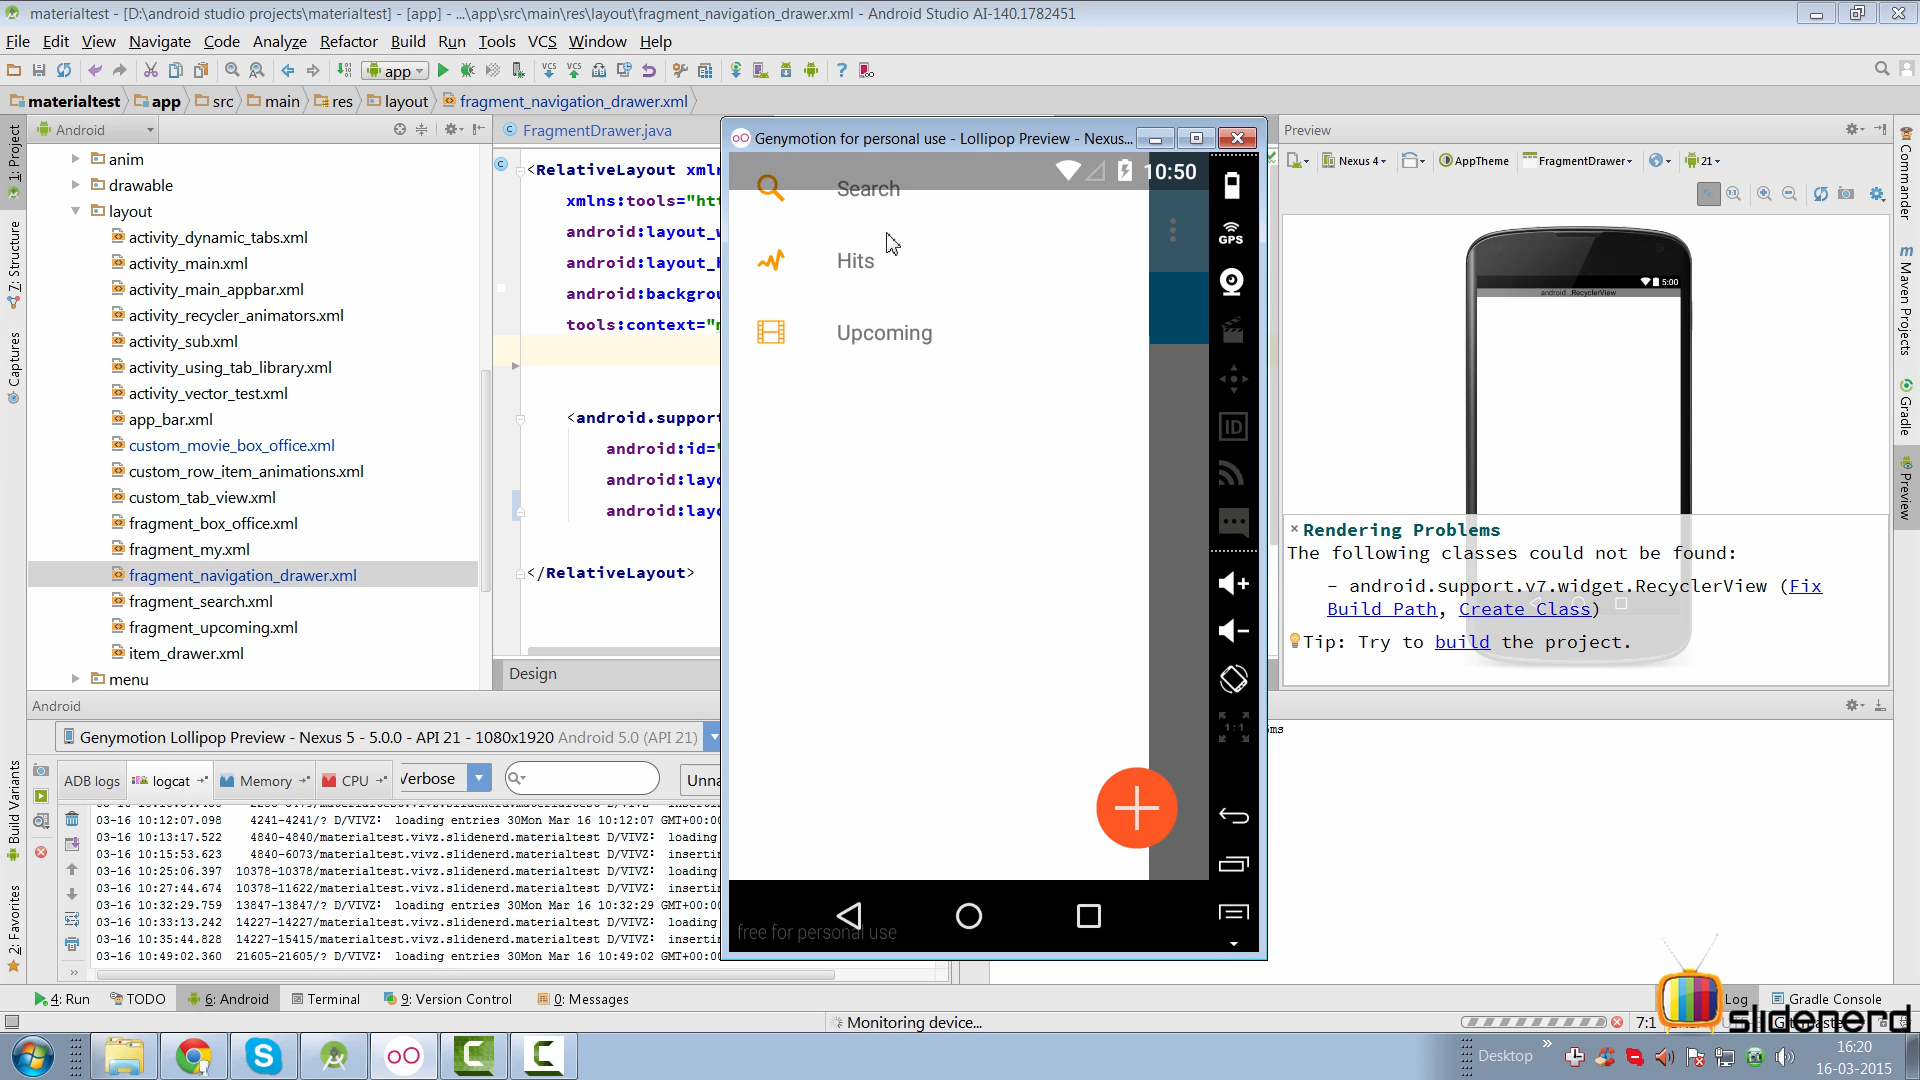 materialtest - [D:\android studio projects\materialtest] - [app] - ...\app\src\main\res\layout\fragment_navigation_drawer.xml - Android Studio AI-140.1782451
File Edit View Navigate Code Analyze Refactor Build Run Tools VCS Window Help
app
materialtest app src main res layout fragment_navigation_drawer.xml
1: Project
7: Structure
Captures
Build Variants
2: Favorites
Android
anim
drawable
layout
activity_dynamic_tabs.xml
activity_main.xml
activity_main_appbar.xml
activity_recycler_animators.xml
activity_sub.xml
activity_using_tab_library.xml
activity_vector_test.xml
app_bar.xml
custom_movie_box_office.xml
custom_row_item_animations.xml
custom_tab_view.xml
fragment_box_office.xml
fragment_my.xml
fragment_navigation_drawer.xml
fragment_search.xml
fragment_upcoming.xml
item_drawer.xml
menu
FragmentDrawer.java
<RelativeLayout xmln
xmlns:tools="htt
android:layout_w
android:layout_h
android:backgrou
tools:context="m
<android.support
android:id="
android:layo
android:layo
</RelativeLayout>
Design
Genymotion for personal use - Lollipop Preview - Nexus...
10:50
Search
Hits
Upcoming
GPS
ID
1:1
free for personal use
Preview
Nexus 4 AppTheme FragmentDrawer 21
5:00
android...RecyclerView
Rendering Problems
The following classes could not be found:
- android.support.v7.widget.RecyclerView (Fix
Build Path, Create Class)
Tip: Try to build the project.
Commander
Maven Projects
Gradle
Preview
Android
Genymotion Lollipop Preview - Nexus 5 - 5.0.0 - API 21 - 1080x1920 Android 5.0 (API 21)
ms
ADB logs logcat Memory CPU Verbose Unna
03-16 10:12:07.098 4241-4241/? D/VIVZ: loading entries 30Mon Mar 16 10:12:07 GMT+00:00
03-16 10:13:17.522 4840-4840/materialtest.vivz.slidenerd.materialtest D/VIVZ: loading
03-16 10:15:53.623 4840-6073/materialtest.vivz.slidenerd.materialtest D/VIVZ: insertin
03-16 10:25:06.397 10378-10378/materialtest.vivz.slidenerd.materialtest D/VIVZ: loading
03-16 10:27:44.674 10378-11622/materialtest.vivz.slidenerd.materialtest D/VIVZ: insertin
03-16 10:32:29.759 13847-13847/? D/VIVZ: loading entries 30Mon Mar 16 10:32:29 GMT+00:0
03-16 10:33:13.242 14227-14227/materialtest.vivz.slidenerd.materialtest D/VIVZ: loading
03-16 10:35:44.828 14227-15415/materialtest.vivz.slidenerd.materialtest D/VIVZ: insertin
03-16 10:49:02.360 21605-21605/? D/VIVZ: loading entries 30Mon Mar 16 10:49:02 GMT+00:0
4: Run TODO 6: Android Terminal 9: Version Control 0: Messages Log Gradle Console
Monitoring device... 7:1
slidenerd
Desktop
16:20
16-03-2015